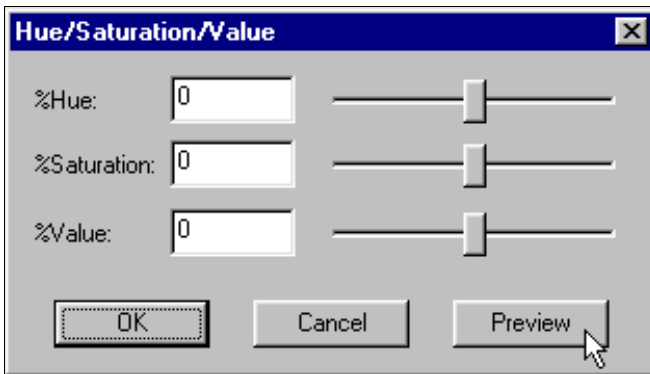 Hue/Saturation/Value
%Hue: 0
%Saturation: 0
%Value: 0
OK Cancel Preview